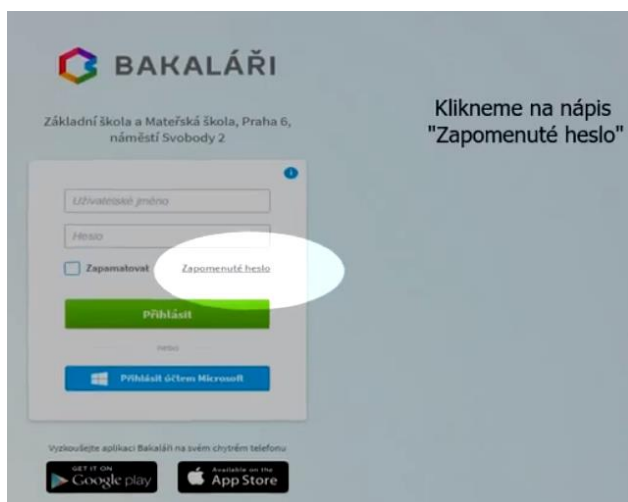 BAKALÁŘI
Základní škola a Mateřská škola, Praha 6,
náměstí Svobody 2
Klikneme na nápis
"Zapomenuté heslo"
i
Uživatelské jméno
Heslo
Zapamatovat Zapomenuté heslo
Přihlásit
nebo
Přihlásit účtem Microsoft
Vyzkoušejte aplikaci Bakaláři na svém chytrém telefonu
GET IT ON
Google play
Available on the
App Store